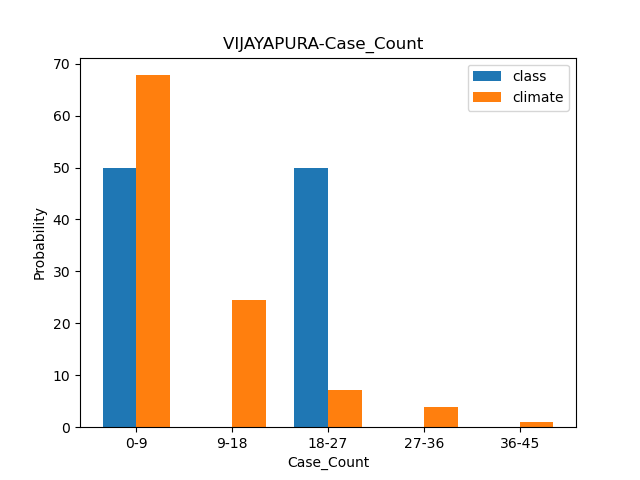 VIJAYAPURA-Case_Count
class
climate
70
60
50
40
30
20
10
0
Probability
0-9 9-18 18-27 27-36 36-45
Case_Count